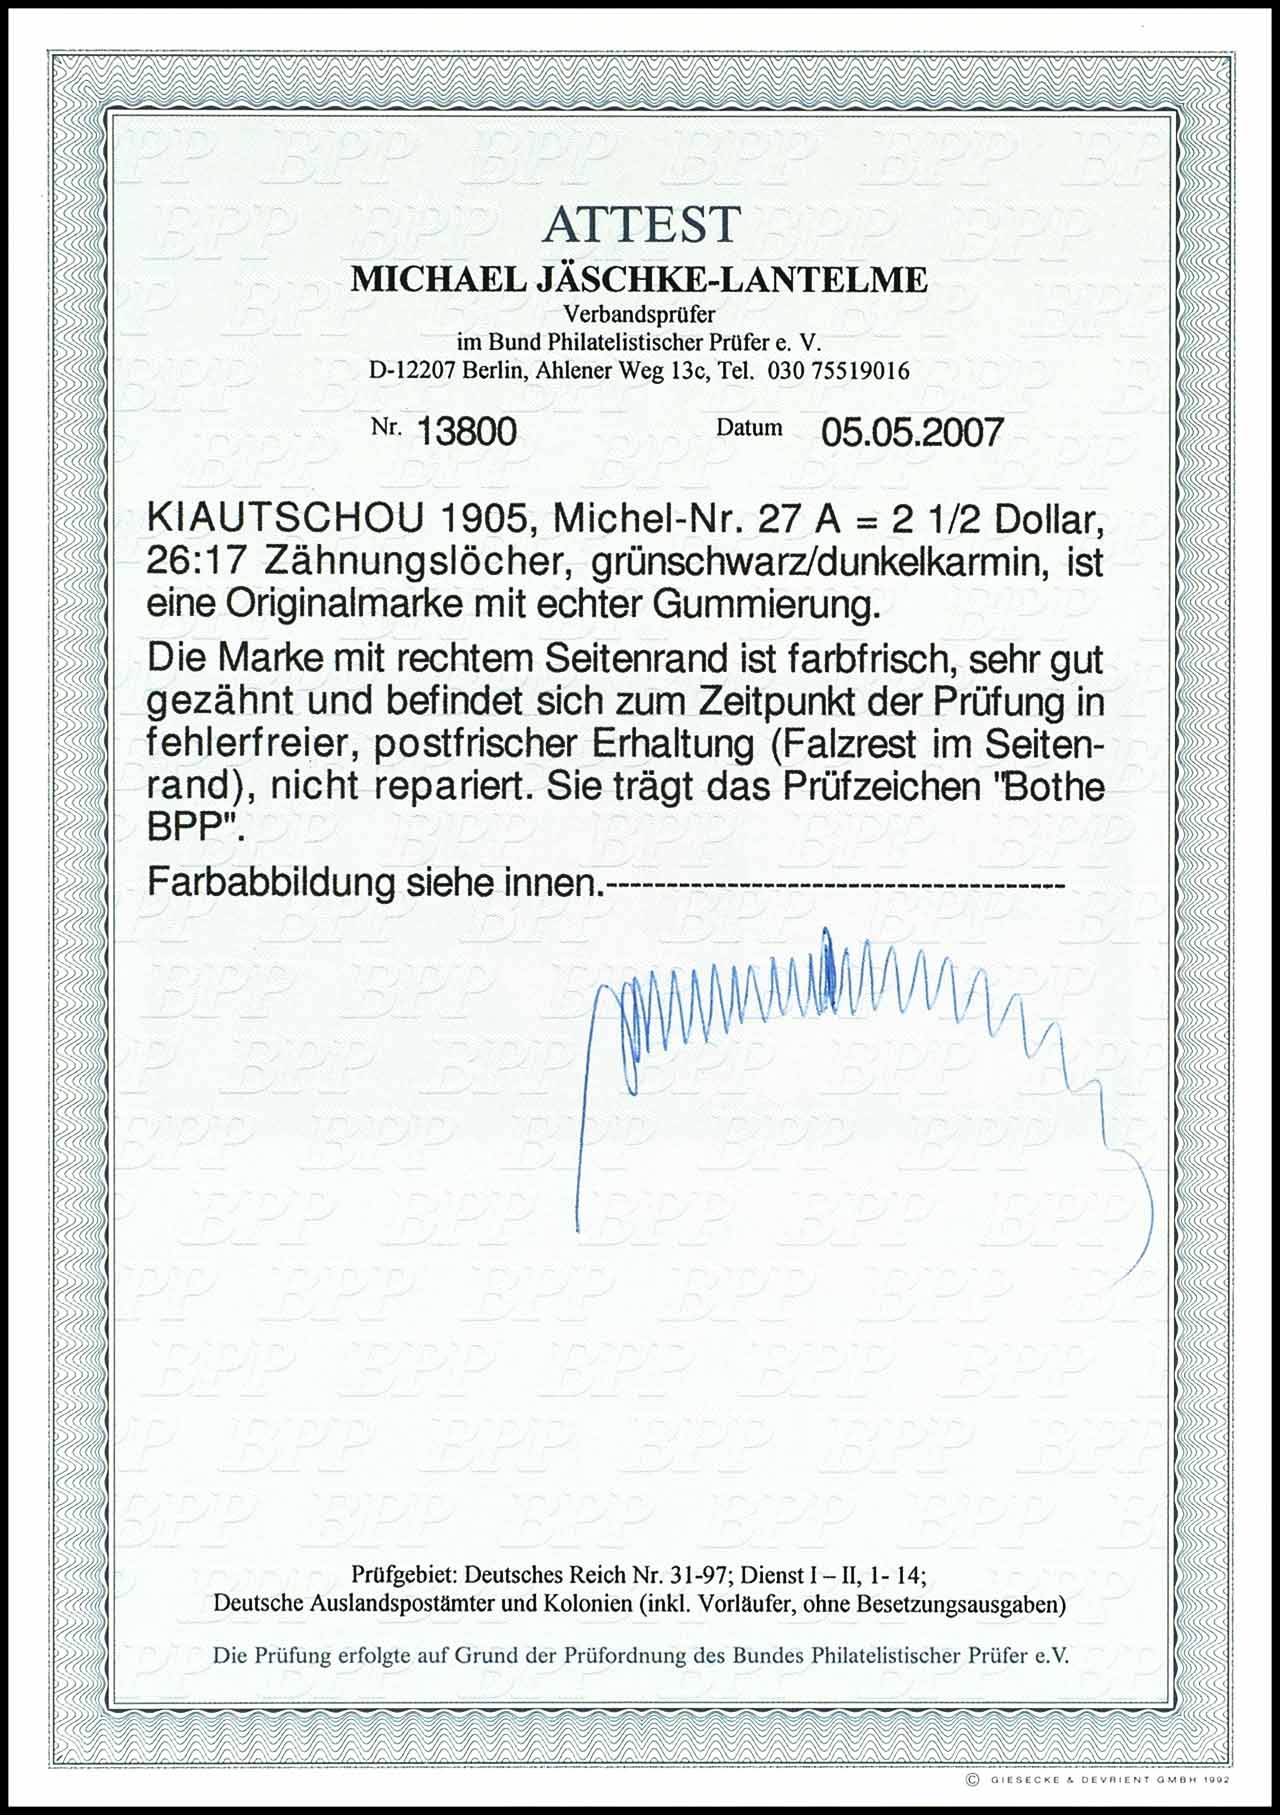 ATTEST
MICHAEL JÄSCHKE-LANTELME
Verbandsprüfer
im Bund Philatelistischer Prüfer e. V.
D-12207 Berlin, Ahlener Weg 13c, Tel. 030 75519016
Nr. 13800 Datum 05.05.2007
KIAUTSCHOU 1905, Michel-Nr. 27 A = 2 1/2 Dollar,
26:17 Zähnungslöcher, grünschwarz/dunkelkarmin, ist
eine Originalmarke mit echter Gummierung.
Die Marke mit rechtem Seitenrand ist farbfrisch, sehr gut
gezähnt und befindet sich zum Zeitpunkt der Prüfung in
fehlerfreier, postfrischer Erhaltung (Falzrest im Seiten-
rand), nicht repariert. Sie trägt das Prüfzeichen "Bothe
BPP".
Farbabbildung siehe innen.--------------------------------------
Prüfgebiet: Deutsches Reich Nr. 31-97; Dienst I – II, 1- 14;
Deutsche Auslandspostämter und Kolonien (inkl. Vorläufer, ohne Besetzungsausgaben)
Die Prüfung erfolgte auf Grund der Prüfordnung des Bundes Philatelistischer Prüfer e.V.
© GIESECKE & DEVRIENT GMBH 1992